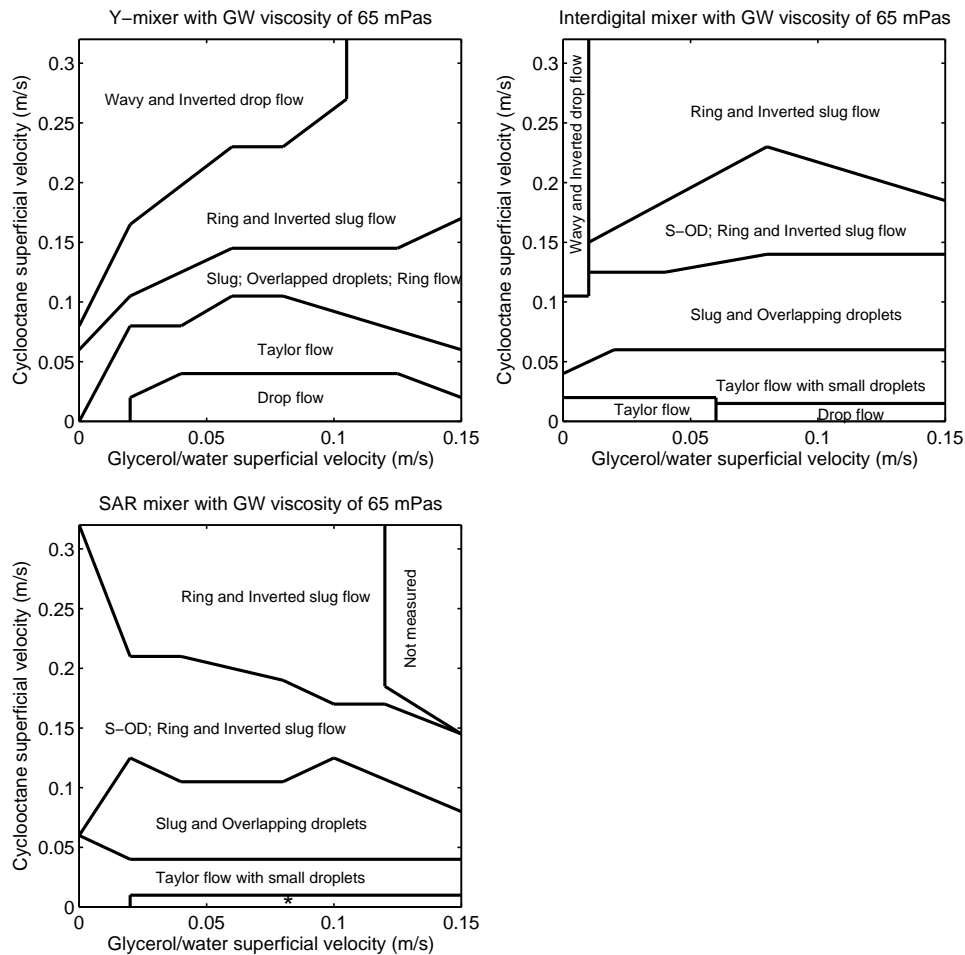 Y−mixer with GW viscosity of 65 mPas
Cyclooctane superficial velocity (m/s)
0.3
0.25
0.2
0.15
0.1
0.05
0
Wavy and Inverted drop flow
Ring and Inverted slug flow
Slug; Overlapped droplets; Ring flow
Taylor flow
Drop flow
0
0.05
0.1
0.15
Glycerol/water superficial velocity (m/s)
Interdigital mixer with GW viscosity of 65 mPas
Cyclooctane superficial velocity (m/s)
0.3
0.25
0.2
0.15
0.1
0.05
0
Wavy and Inverted drop flow
Ring and Inverted slug flow
S−OD; Ring and Inverted slug flow
Slug and Overlapping droplets
Taylor flow with small droplets
Taylor flow
Drop flow
0
0.05
0.1
0.15
Glycerol/water superficial velocity (m/s)
SAR mixer with GW viscosity of 65 mPas
Cyclooctane superficial velocity (m/s)
0.3
0.25
0.2
0.15
0.1
0.05
0
Ring and Inverted slug flow
Not measured
S−OD; Ring and Inverted slug flow
Slug and Overlapping droplets
Taylor flow with small droplets
*
0
0.05
0.1
0.15
Glycerol/water superficial velocity (m/s)